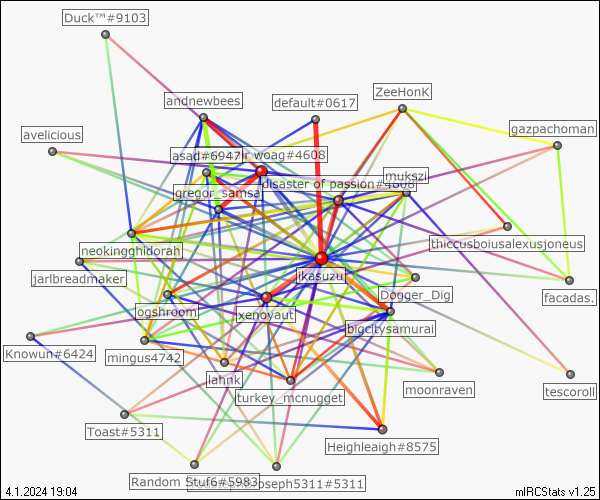 Duck™#9103
andnewbees
default#0617
ZeeHonK
gazpachoman
avelicious
asad#6947
woag#4608
mukszi
gregor_samsa
disaster of passion#4608
neokingghidorah
thiccusboiusalexusjoneus
jarlbreadmaker
ikasuzu
Dogger_Dig
facadas.
ogshroom
xenoyaut
bigcitysamurai
Knowun#6424
mingus4742
lahnk
turkey_mcnugget
moonraven
tescoroll
Toast#5311
Heighleaigh#8575
Random Stuf6#5983
Joseph5311#5311
4.1.2024 19:04
mIRCStats v1.25